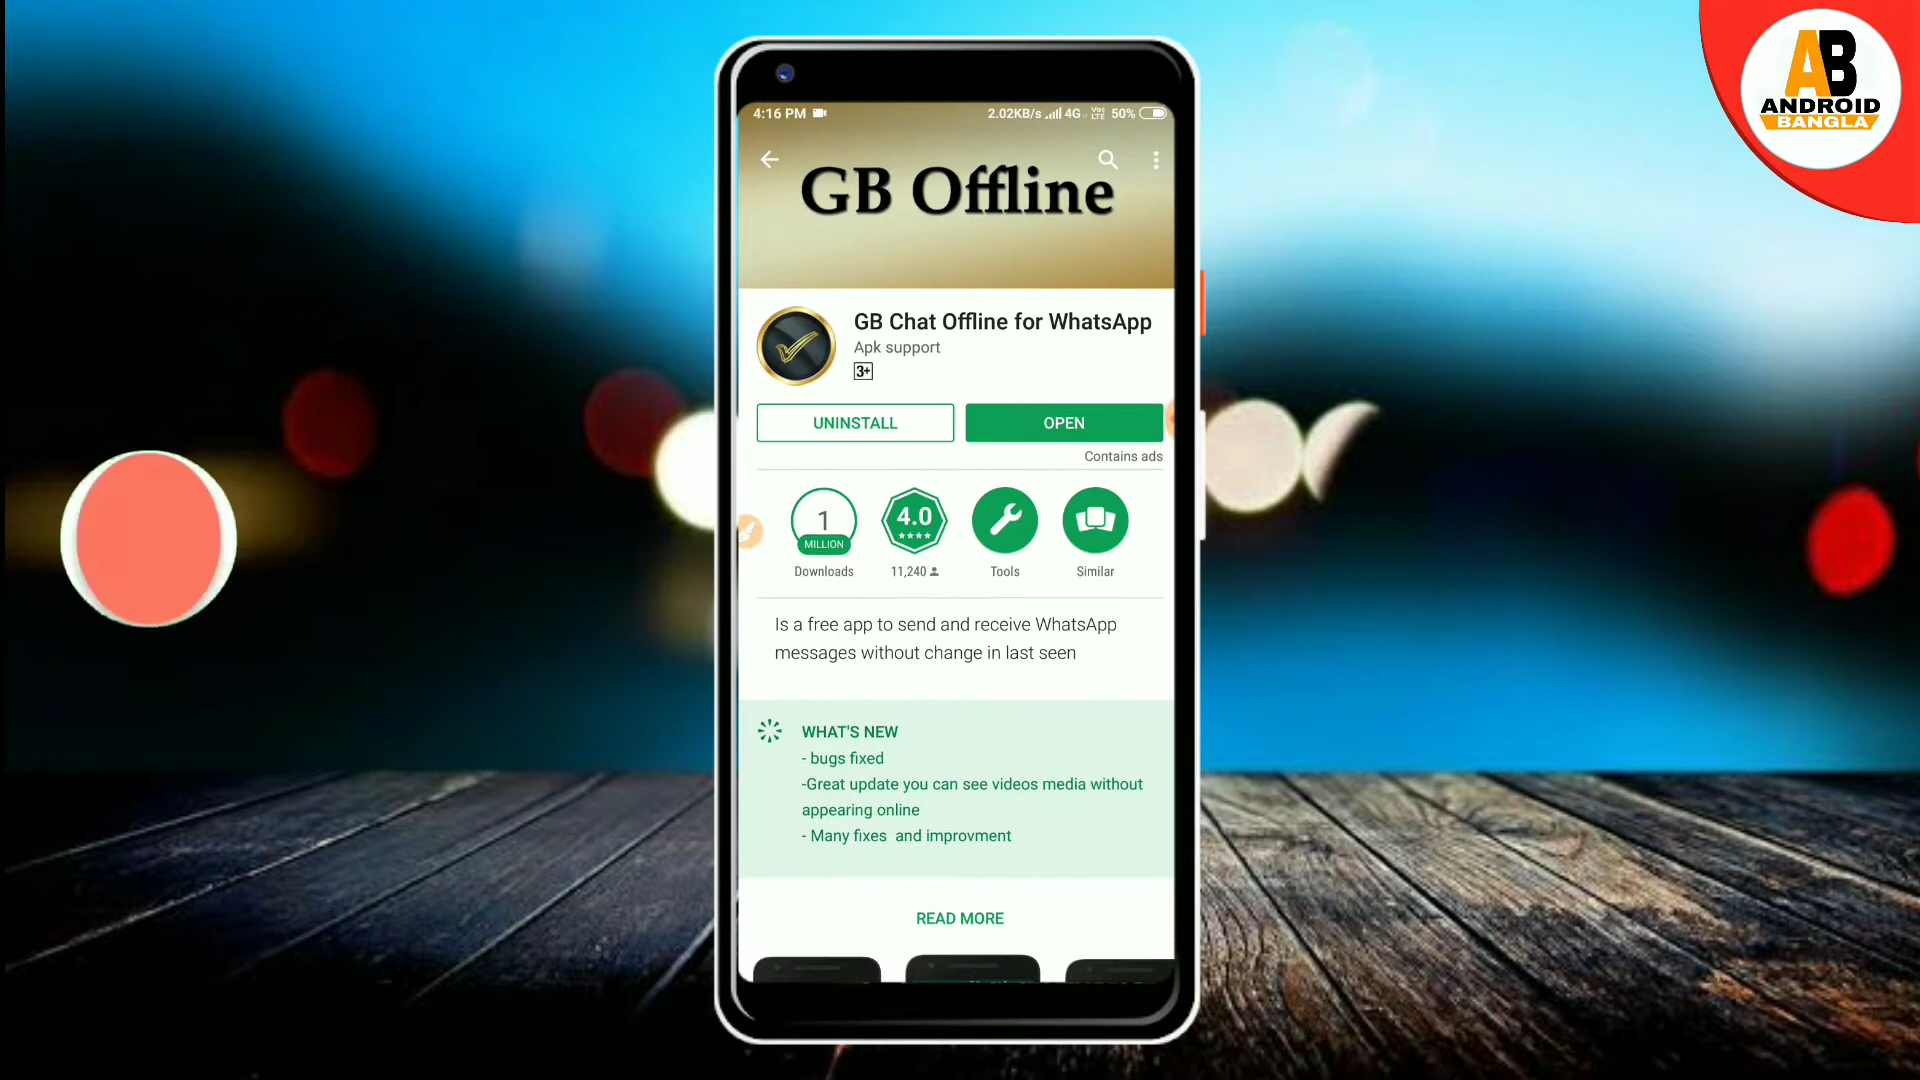 AB
ANDROID
BANGLA
4:16 PM 2.02KB/s 4G VoLTE 50%
GB Offline
GB Chat Offline for WhatsApp
Apk support
3+
UNINSTALL OPEN
Contains ads
1 4.0
MILLION
Downloads 11,240 Tools Similar
Is a free app to send and receive WhatsApp
messages without change in last seen
WHAT'S NEW
- bugs fixed
-Great update you can see videos media without
appearing online
- Many fixes and improvment
READ MORE